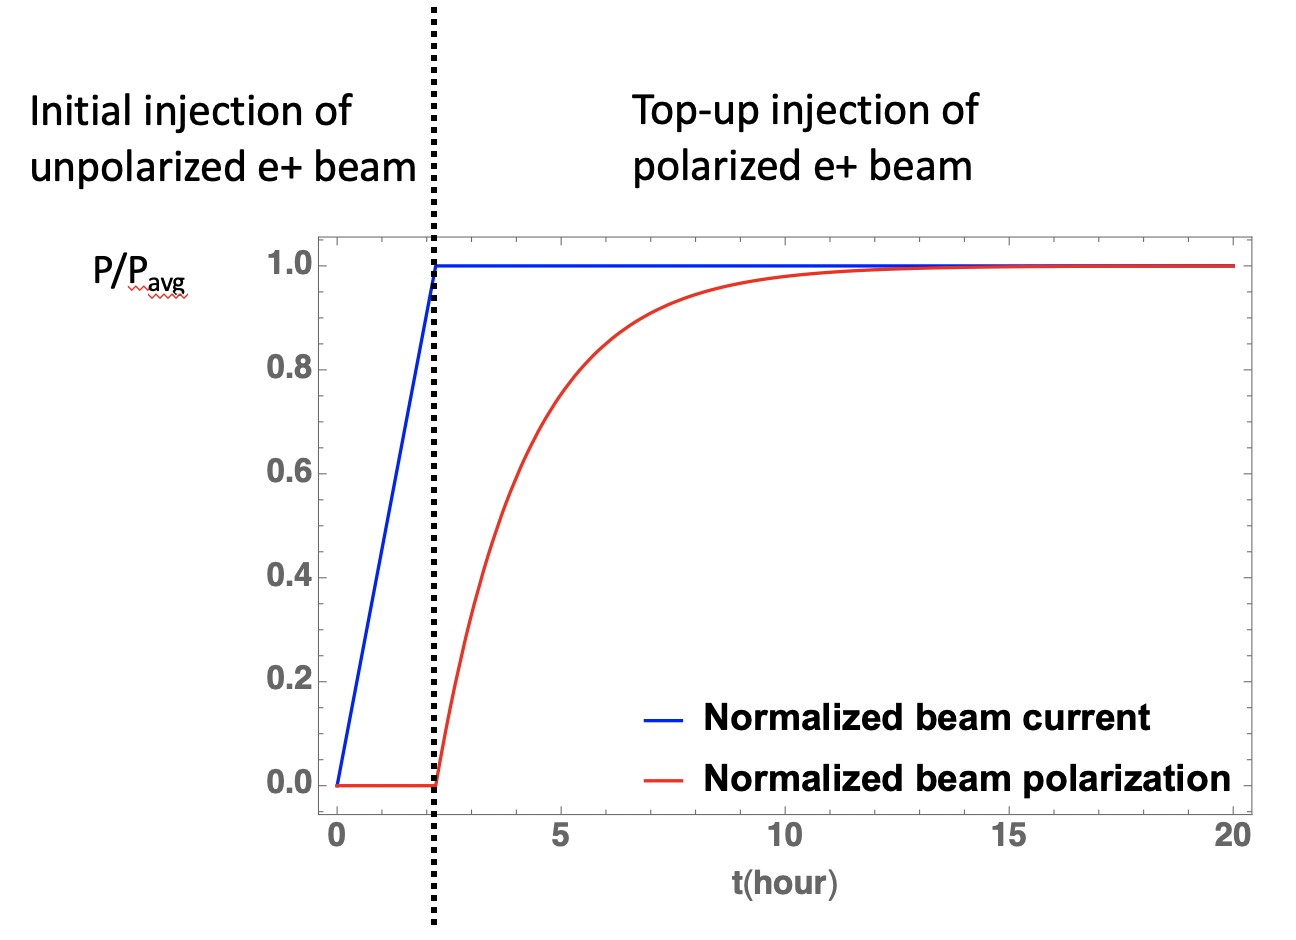 Initial injection of
unpolarized e+ beam
Top-up injection of
polarized e+ beam
P/Pavg
1.0
0.8
0.6
0.4
0.2
0.0
Normalized beam current
Normalized beam polarization
0 5 10 15 20
t(hour)